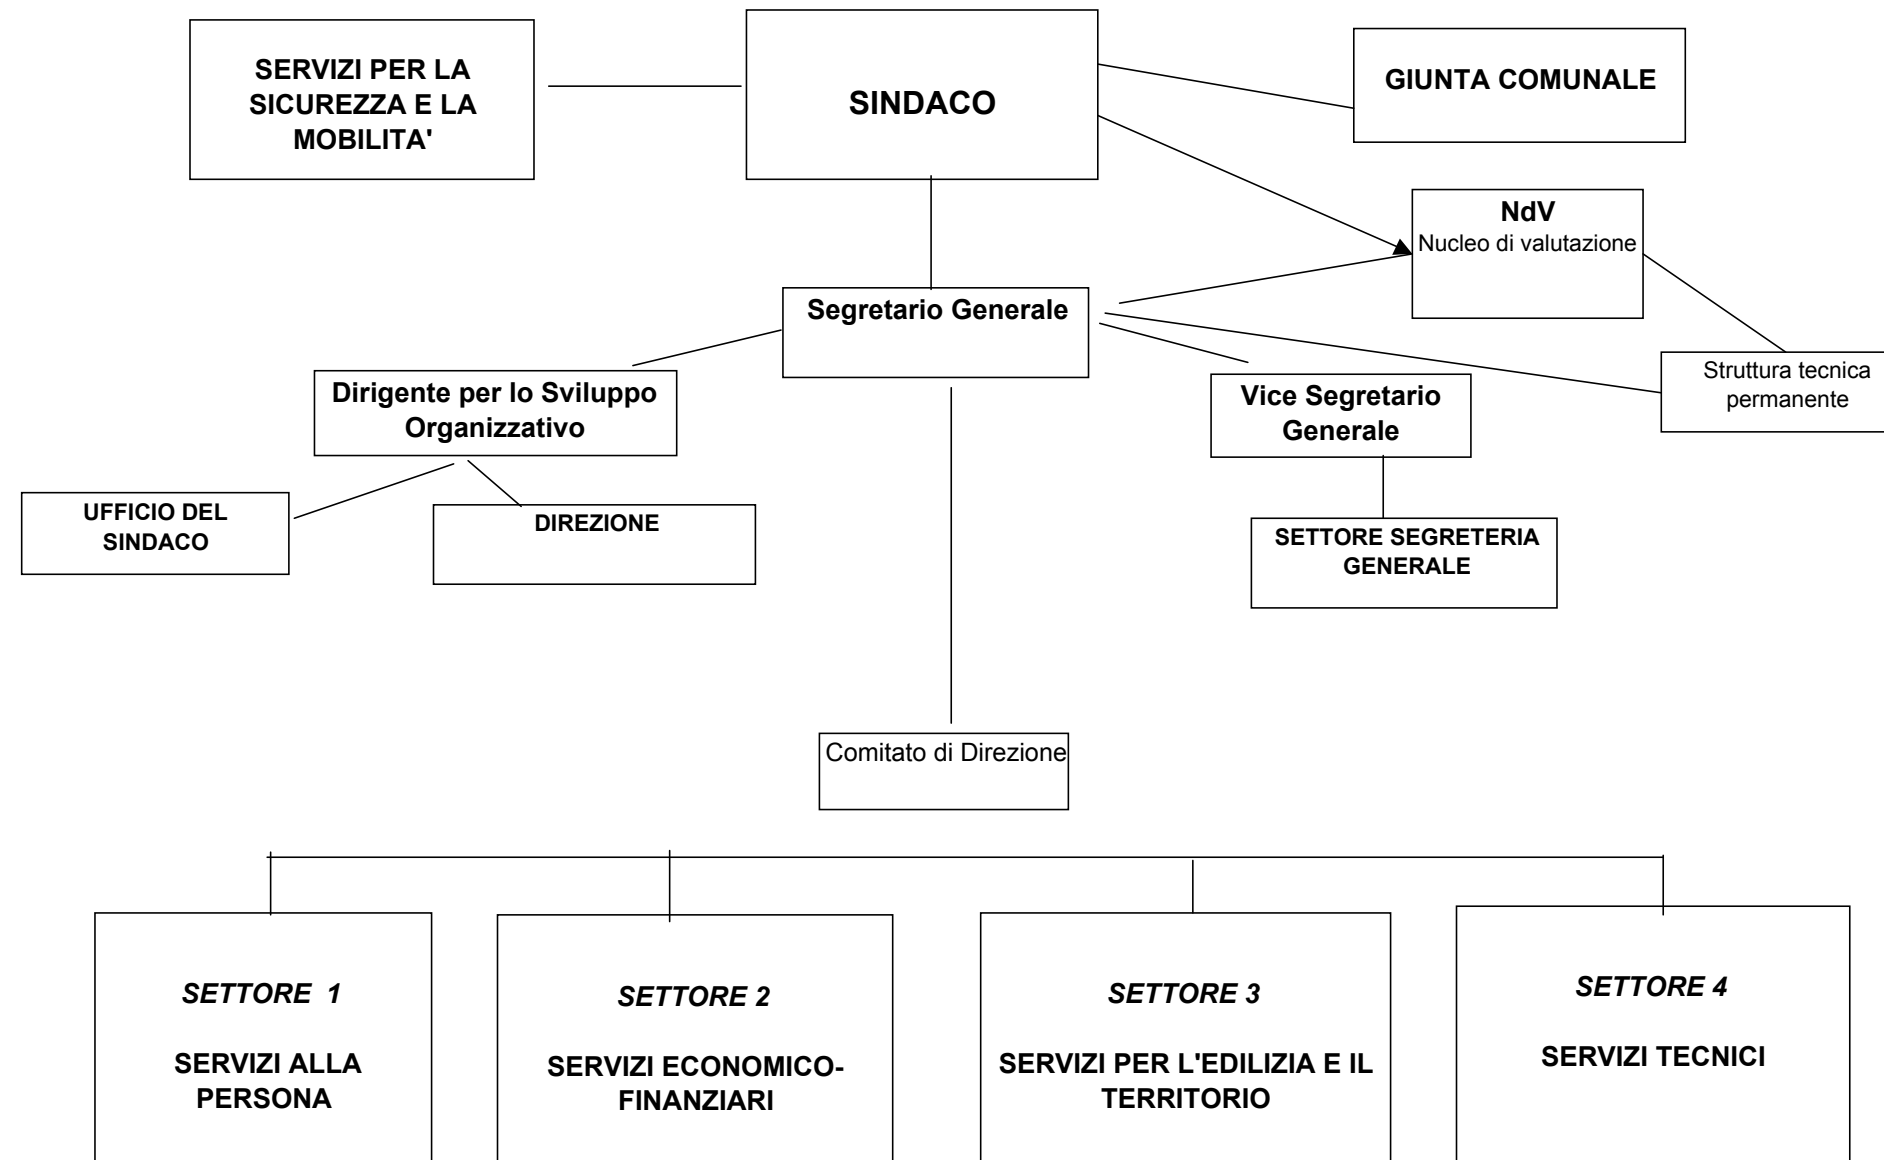 SERVIZI PER LA
SICUREZZA E LA
MOBILITA'
SINDACO
GIUNTA COMUNALE
NdV
Nucleo di valutazione
Segretario Generale
Struttura tecnica
permanente
Dirigente per lo Sviluppo
Organizzativo
Vice Segretario
Generale
UFFICIO DEL
SINDACO
DIREZIONE
SETTORE SEGRETERIA
GENERALE
Comitato di Direzione
SETTORE 1
SERVIZI ALLA
PERSONA
SETTORE 2
SERVIZI ECONOMICO-
FINANZIARI
SETTORE 3
SERVIZI PER L'EDILIZIA E IL
TERRITORIO
SETTORE 4
SERVIZI TECNICI